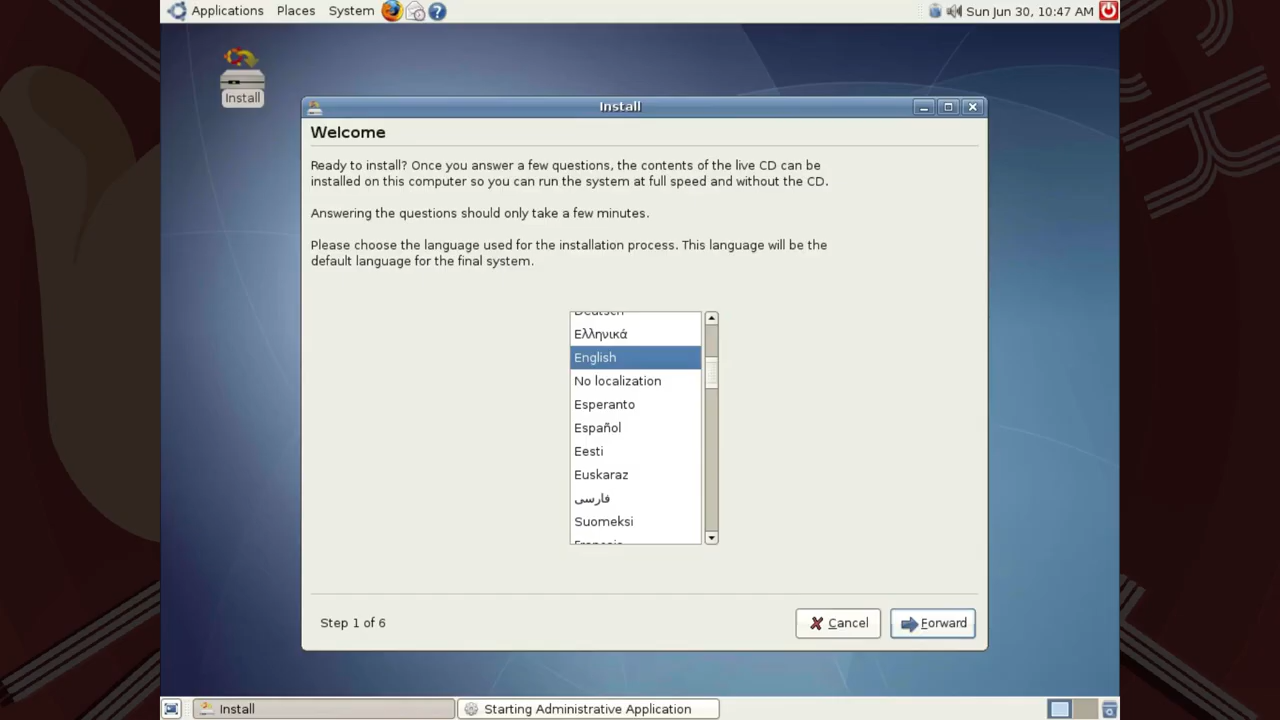 Applications Places System
Sun Jun 30, 10:47 AM
Install
Install
Welcome
Ready to install? Once you answer a few questions, the contents of the live CD can be
installed on this computer so you can run the system at full speed and without the CD.
Answering the questions should only take a few minutes.
Please choose the language used for the installation process. This language will be the
default language for the final system.
Deutsch
Ελληνικά
English
No localization
Esperanto
Español
Eesti
Euskaraz
فارسی
Suomeksi
Français
Step 1 of 6
Cancel
Forward
Install
Starting Administrative Application